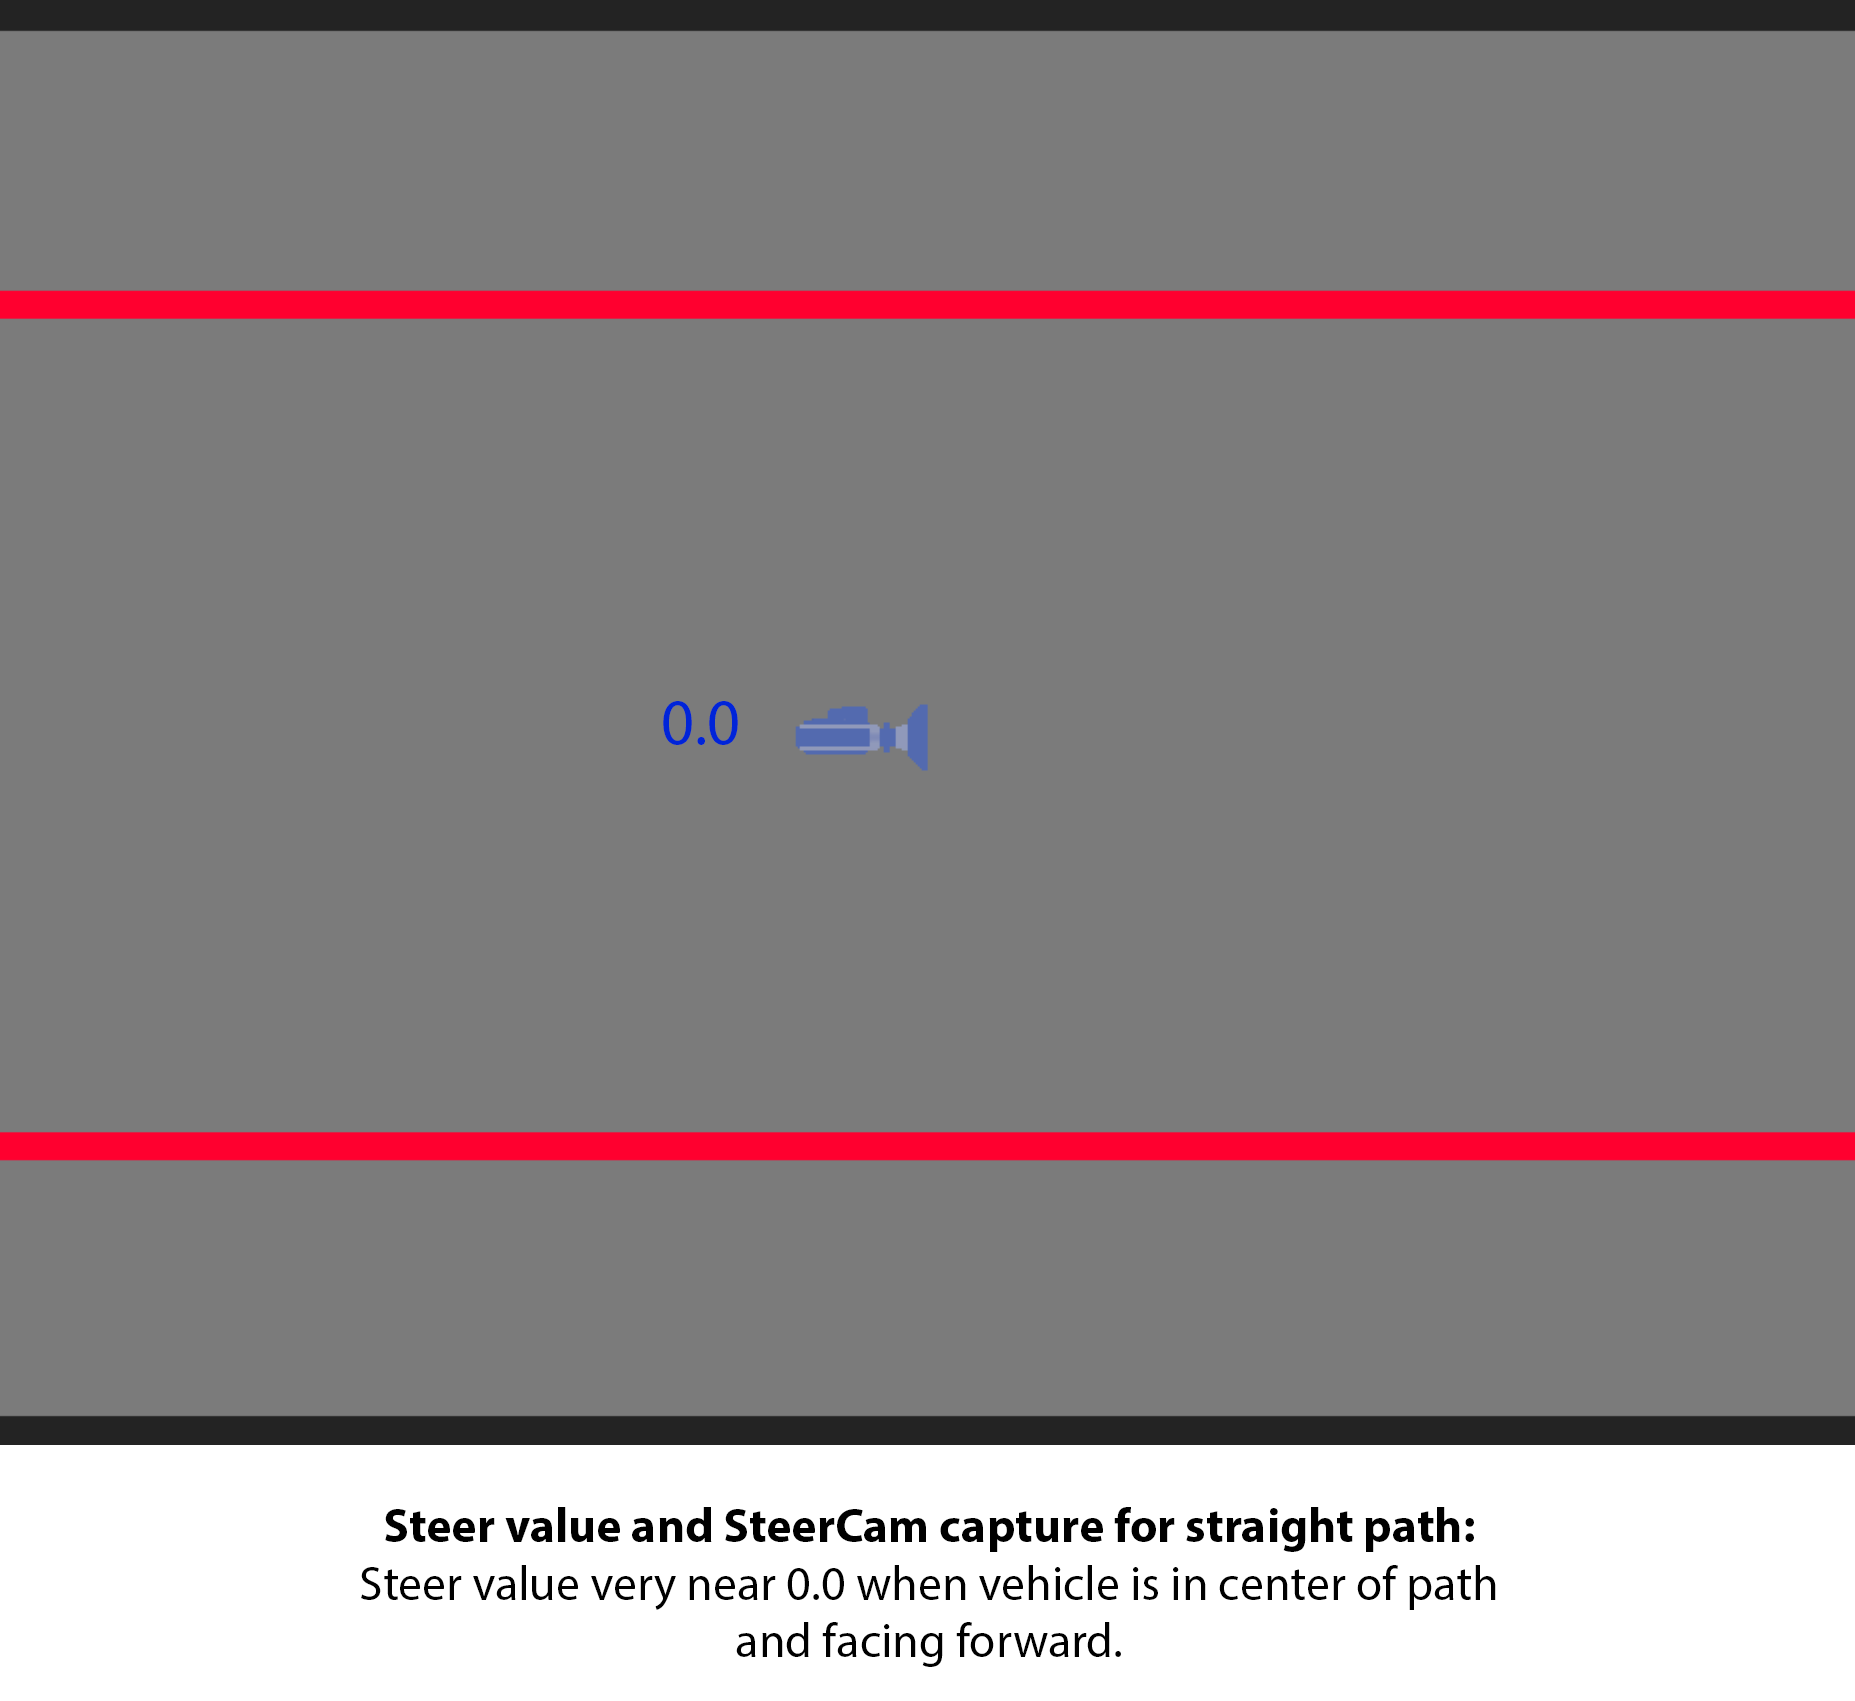 0.0
Steer value and SteerCam capture for straight path:
Steer value very near 0.0 when vehicle is in center of path
and facing forward.